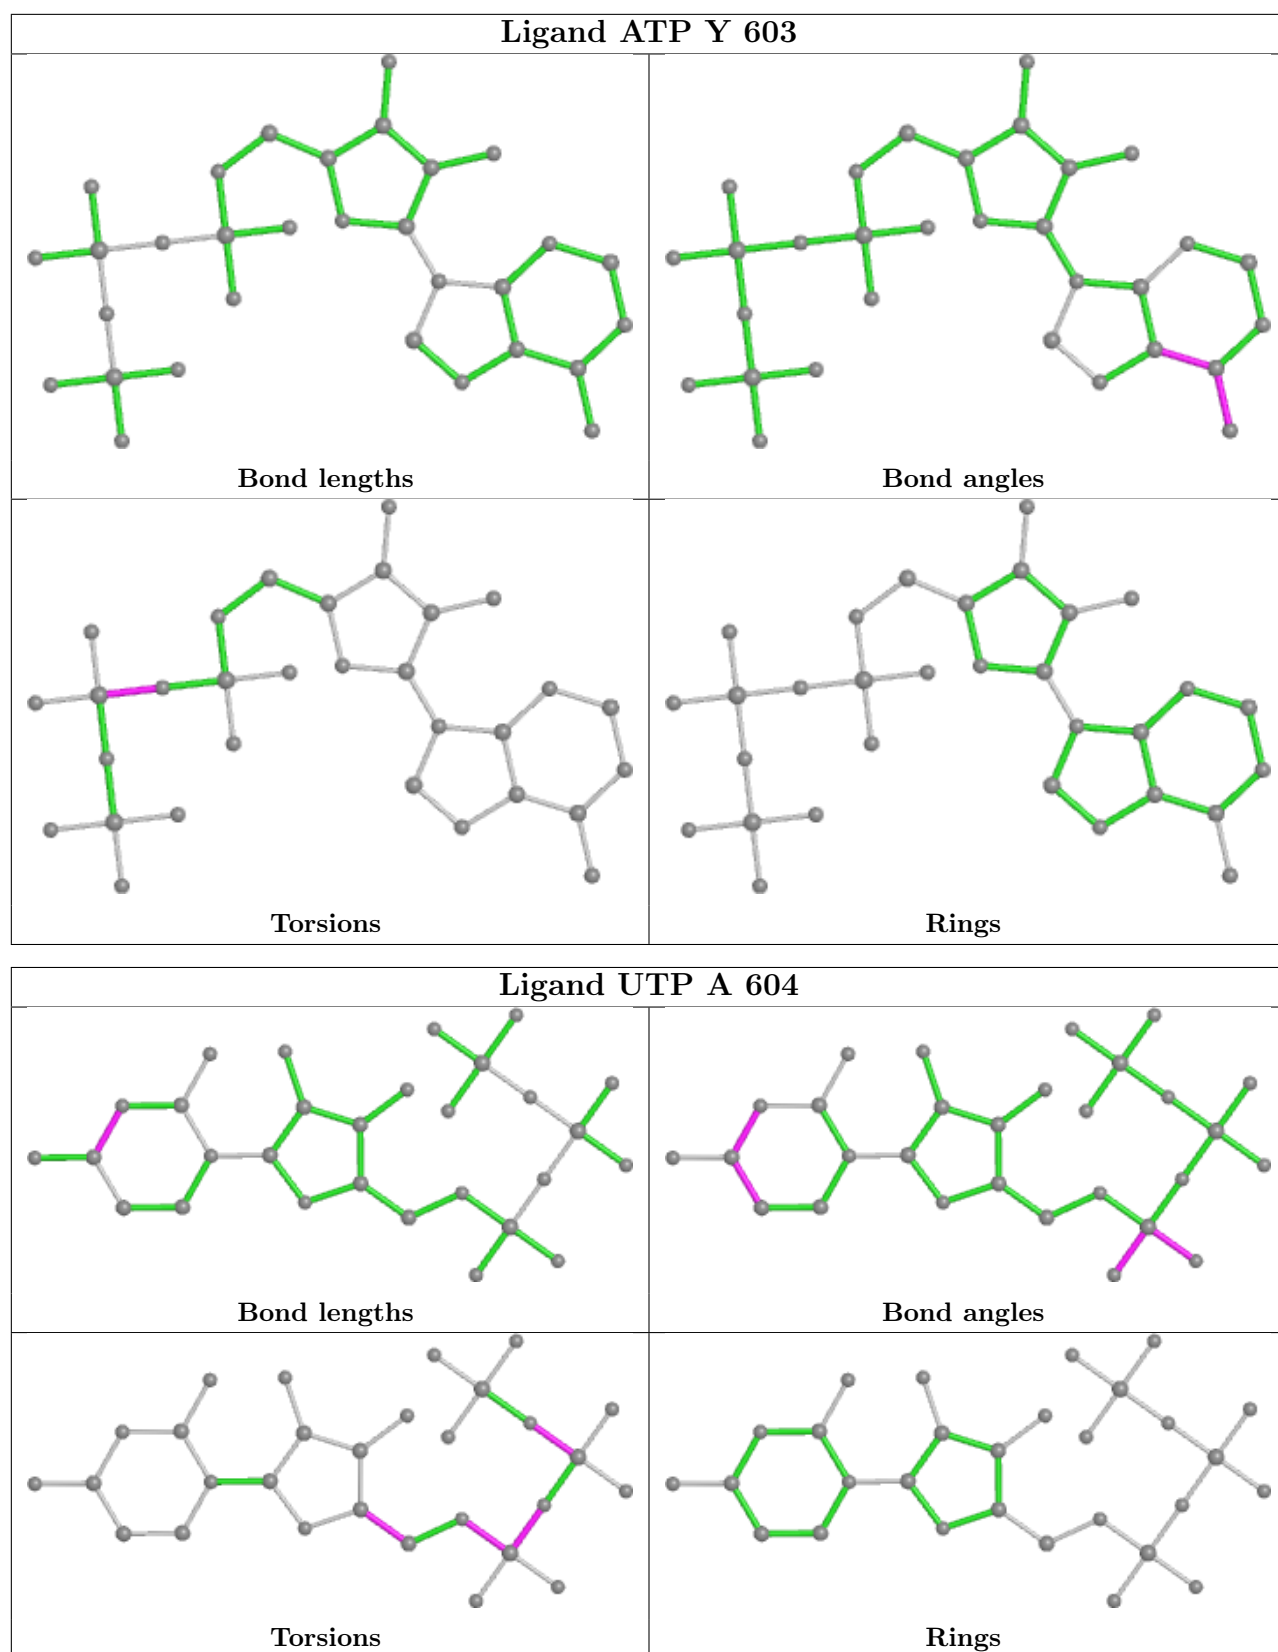 Ligand ATP Y 603
Bond lengths
Bond angles
Torsions
Rings
Ligand UTP A 604
Bond lengths
Bond angles
Torsions
Rings